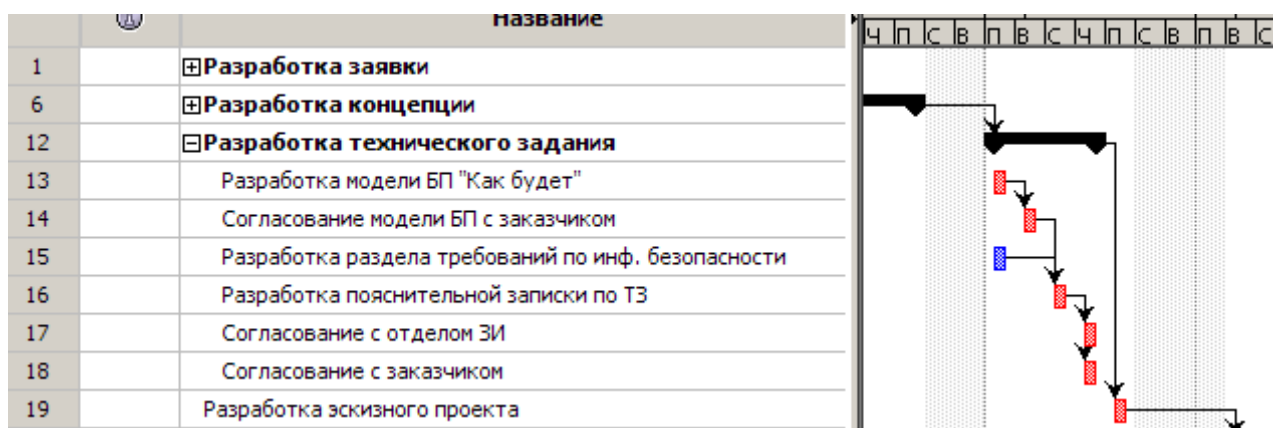 Название
Ч П С В П В С Ч П С В П В С
1 Разработка заявки
6 Разработка концепции
12 Разработка технического задания
13 Разработка модели БП "Как будет"
14 Согласование модели БП с заказчиком
15 Разработка раздела требований по инф. безопасности
16 Разработка пояснительной записки по ТЗ
17 Согласование с отделом ЗИ
18 Согласование с заказчиком
19 Разработка эскизного проекта